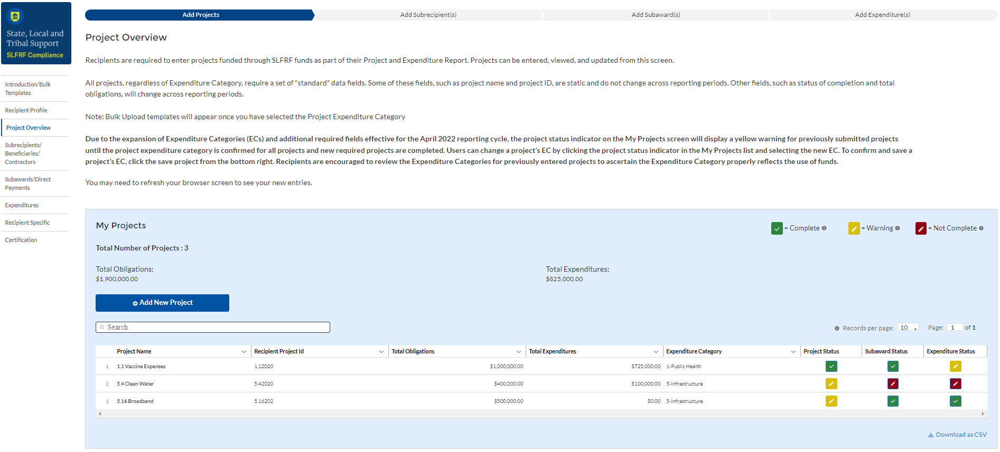 State, Local and
Tribal Support
SLFRF Compliance
Introduction/Bulk
Templates
Recipient Profile
Project Overview
Subrecipients/
Beneficiaries/
Contractors
Subawards/Direct
Payments
Expenditures
Recipient Specific
Certification
Add Projects Add Subrecipient(s) Add Subaward(s) Add Expenditure(s)
Project Overview
Recipients are required to enter projects funded through SLFRF funds as part of their Project and Expenditure Report. Projects can be entered, viewed, and updated from this screen.
All projects, regardless of Expenditure Category, require a set of “standard” data fields. Some of these fields, such as project name and project ID, are static and do not change across reporting periods. Other fields, such as status of completion and total
obligations, will change across reporting periods.
Note: Bulk Upload templates will appear once you have selected the Project Expenditure Category
Due to the expansion of Expenditure Categories (ECs) and additional required fields effective for the April 2022 reporting cycle, the project status indicator on the My Projects screen will display a yellow warning for previously submitted projects
until the project expenditure category is confirmed for all projects and new required projects are completed. Users can change a project’s EC by clicking the project status indicator in the My Projects list and selecting the new EC. To confirm and save a
project’s EC, click the save project from the bottom right. Recipients are encouraged to review the Expenditure Categories for previously entered projects to ascertain the Expenditure Category properly reflects the use of funds.
You may need to refresh your browser screen to see your new entries.
My Projects
= Complete = Warning = Not Complete
Total Number of Projects : 3
Total Obligations: Total Expenditures:
$1,900,000.00 $825,000.00
Add New Project
Search
Records per page: 10 Page: 1 of 1
Project Name Recipient Project Id Total Obligations Total Expenditures Expenditure Category Project Status Subaward Status Expenditure Status
1 1.1 Vaccine Expenses 1.12020 $1,000,000.00 $725,000.00 1-Public Health
2 5.4 Clean Water 5.42020 $400,000.00 $100,000.00 5-Infrastructure
3 5.16 Broadband 5.16202 $500,000.00 $0.00 5-Infrastructure
Download as CSV